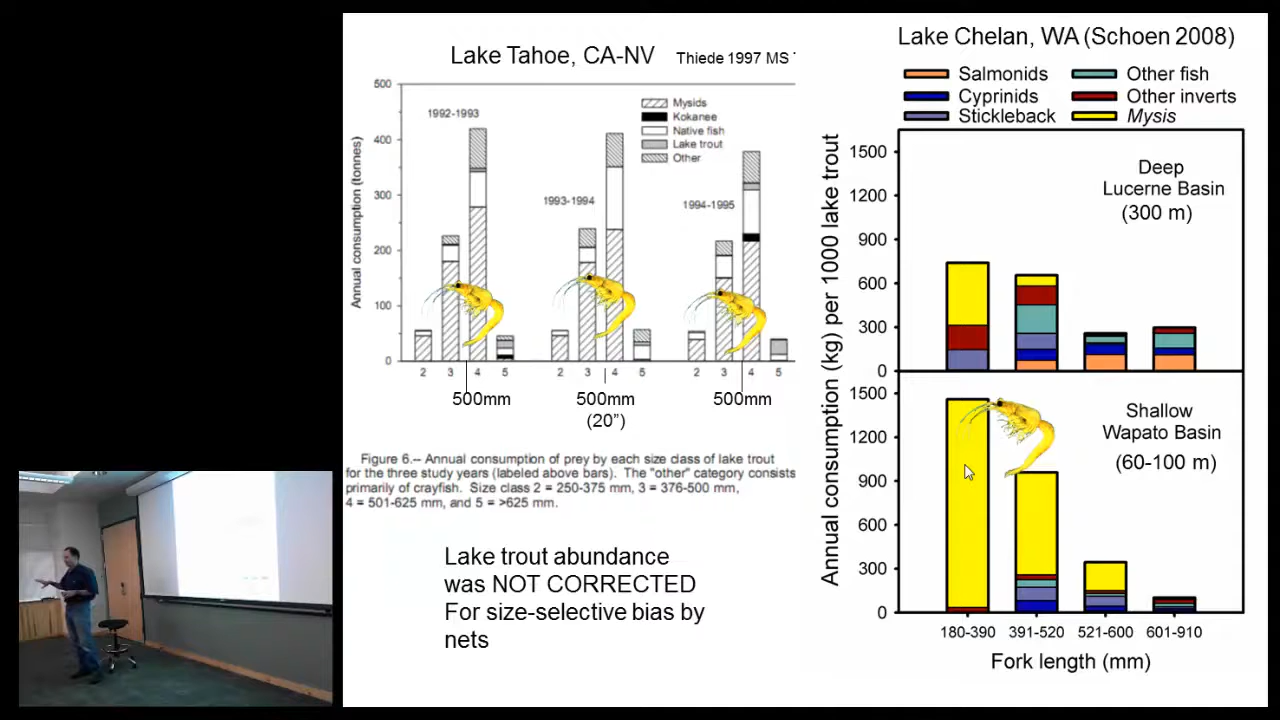 Lake Tahoe, CA-NV
Thiede 1997 MS
500
400
300
200
100
0
Annual consumption (tonnes)
1992-1993
1993-1994
1994-1995
Mysids
Kokanee
Native fish
Lake trout
Other
2 3 4 5 2 3 4 5 2 3 4 5
500mm 500mm 500mm
(20”)
Figure 6.-- Annual consumption of prey by each size class of lake trout
for the three study years (labeled above bars). The "other" category consists
primarily of crayfish. Size class 2 = 250-375 mm, 3 = 376-500 mm,
4 = 501-625 mm, and 5 = >625 mm.
Lake trout abundance
was NOT CORRECTED
For size-selective bias by
nets
Lake Chelan, WA (Schoen 2008)
Salmonids Other fish
Cyprinids Other inverts
Stickleback Mysis
Annual consumption (kg) per 1000 lake trout
1500
1200
900
600
300
0
Deep
Lucerne Basin
(300 m)
1500
1200
900
600
300
0
Shallow
Wapato Basin
(60-100 m)
180-390 391-520 521-600 601-910
Fork length (mm)